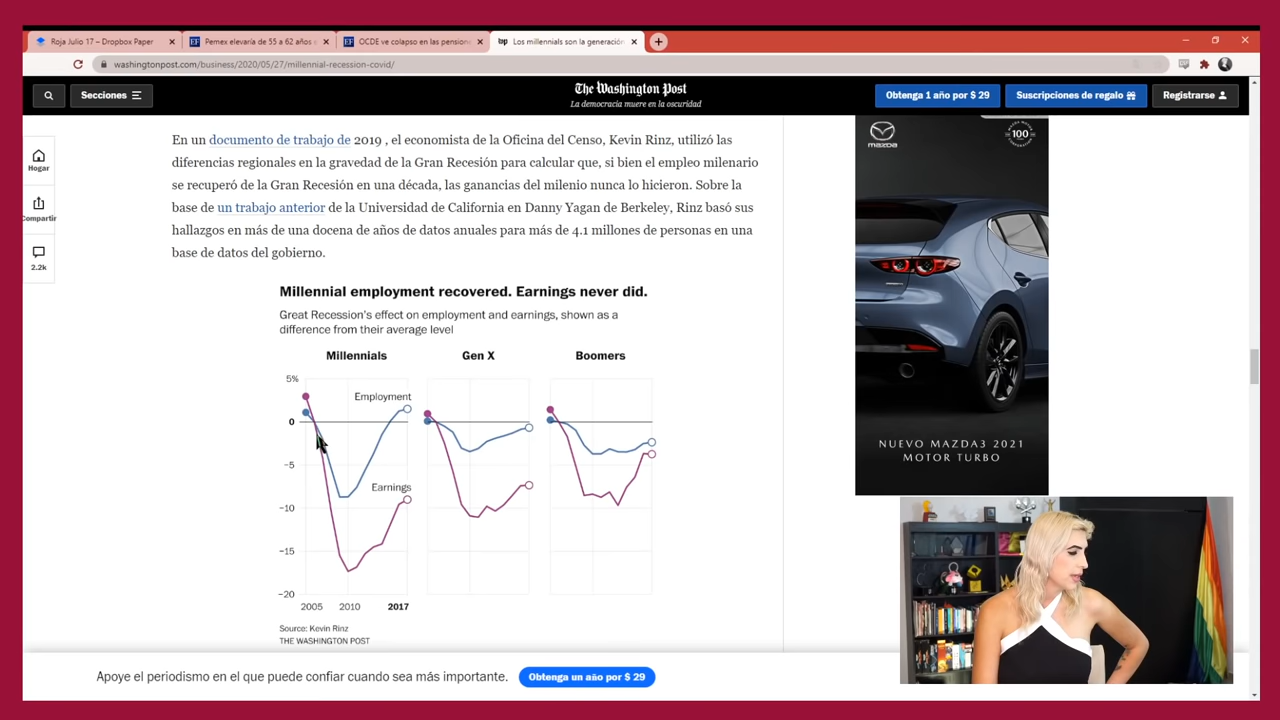 Roja Julio 17 – Dropbox Paper
Pemex elevaría de 55 a 62 años
OCDE ve colapso en las pensione
Los millennials son la generación
washingtonpost.com/business/2020/05/27/millennial-recession-covid/
Secciones
The Washington Post
La democracia muere en la oscuridad
Obtenga 1 año por $ 29
Suscripciones de regalo
Registrarse
Hogar
Compartir
2.2k
En un documento de trabajo de 2019 , el economista de la Oficina del Censo, Kevin Rinz, utilizó las
diferencias regionales en la gravedad de la Gran Recesión para calcular que, si bien el empleo milenario
se recuperó de la Gran Recesión en una década, las ganancias del milenio nunca lo hicieron. Sobre la
base de un trabajo anterior de la Universidad de California en Danny Yagan de Berkeley, Rinz basó sus
hallazgos en más de una docena de años de datos anuales para más de 4.1 millones de personas en una
base de datos del gobierno.
Millennial employment recovered. Earnings never did.
Great Recession's effect on employment and earnings, shown as a
difference from their average level
Millennials
Gen X
Boomers
5%
Employment
0
−5
Earnings
−10
−15
−20
2005
2010
2017
Source: Kevin Rinz
THE WASHINGTON POST
mazda
100
NUEVO MAZDA3 2021
MOTOR TURBO
Apoye el periodismo en el que puede confiar cuando sea más importante.
Obtenga un año por $ 29